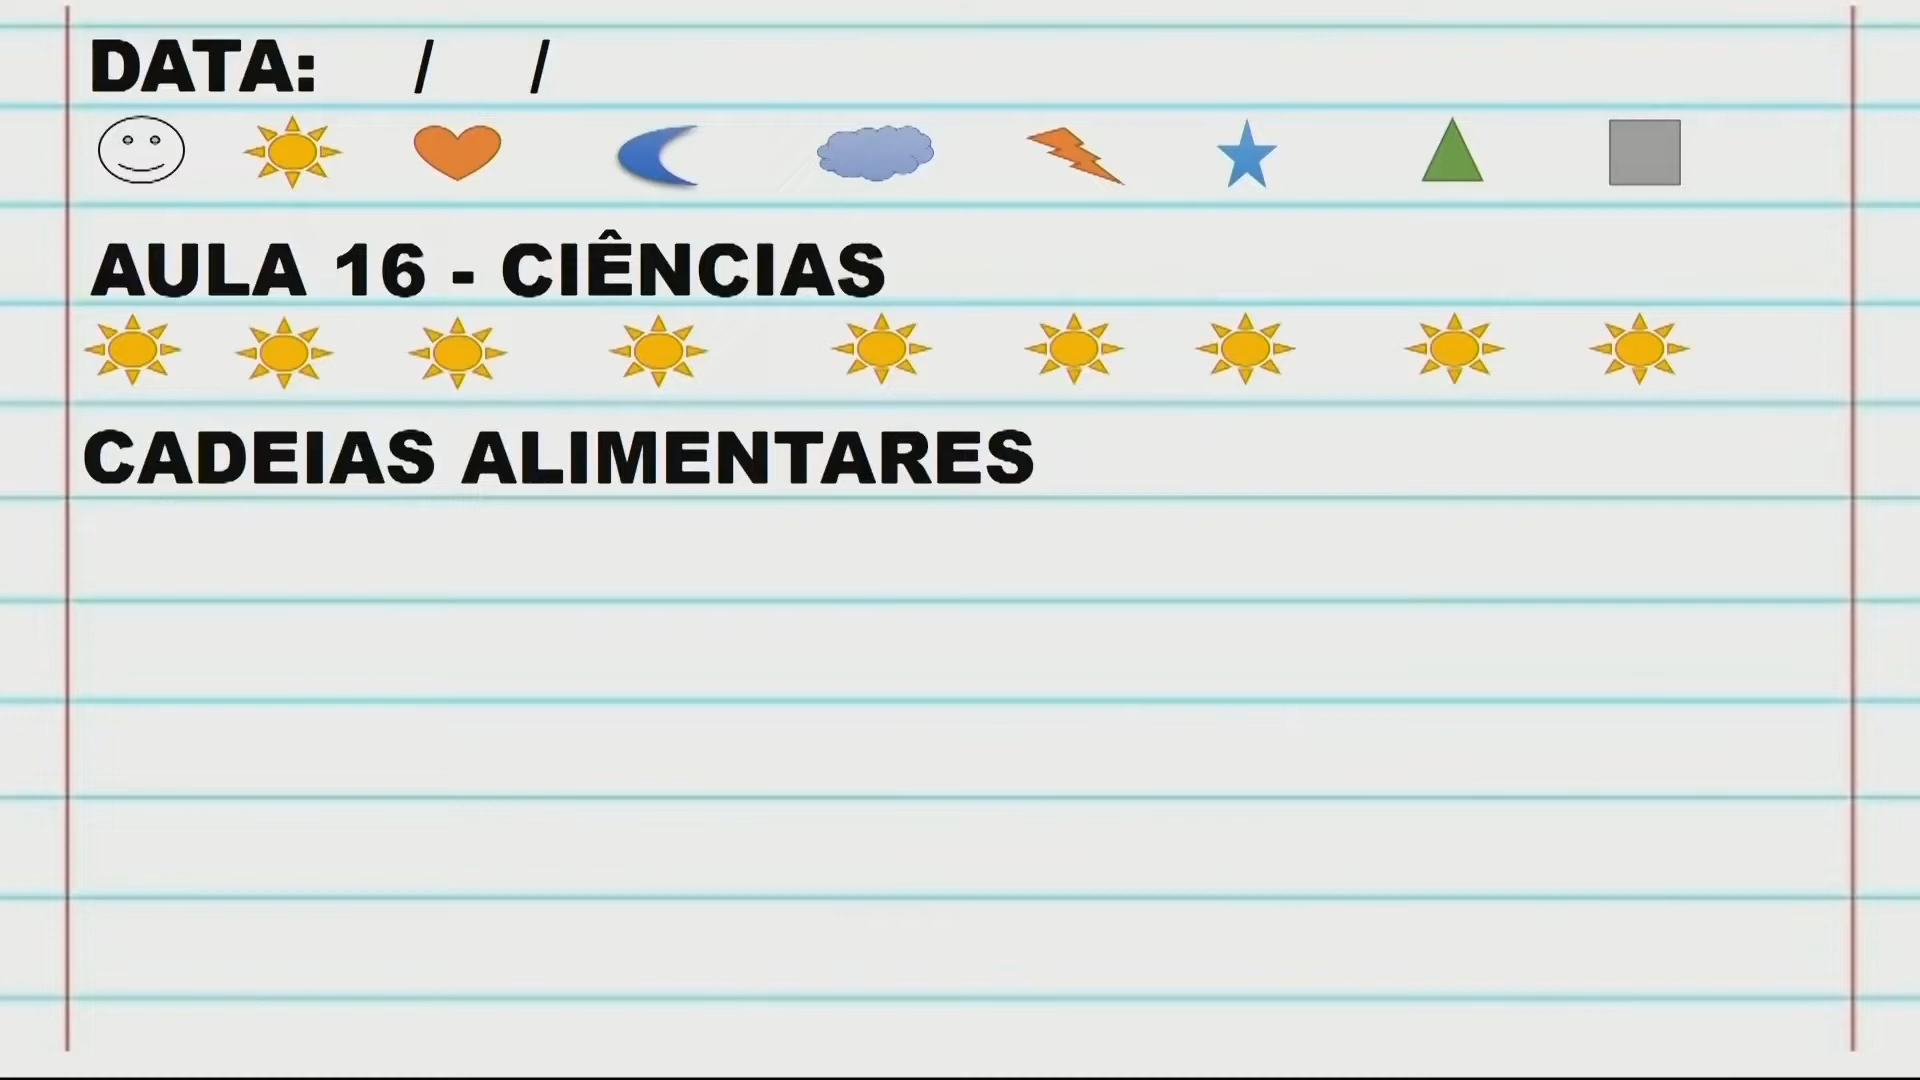 DATA: / /
AULA 16 - CIÊNCIAS
CADEIAS ALIMENTARES